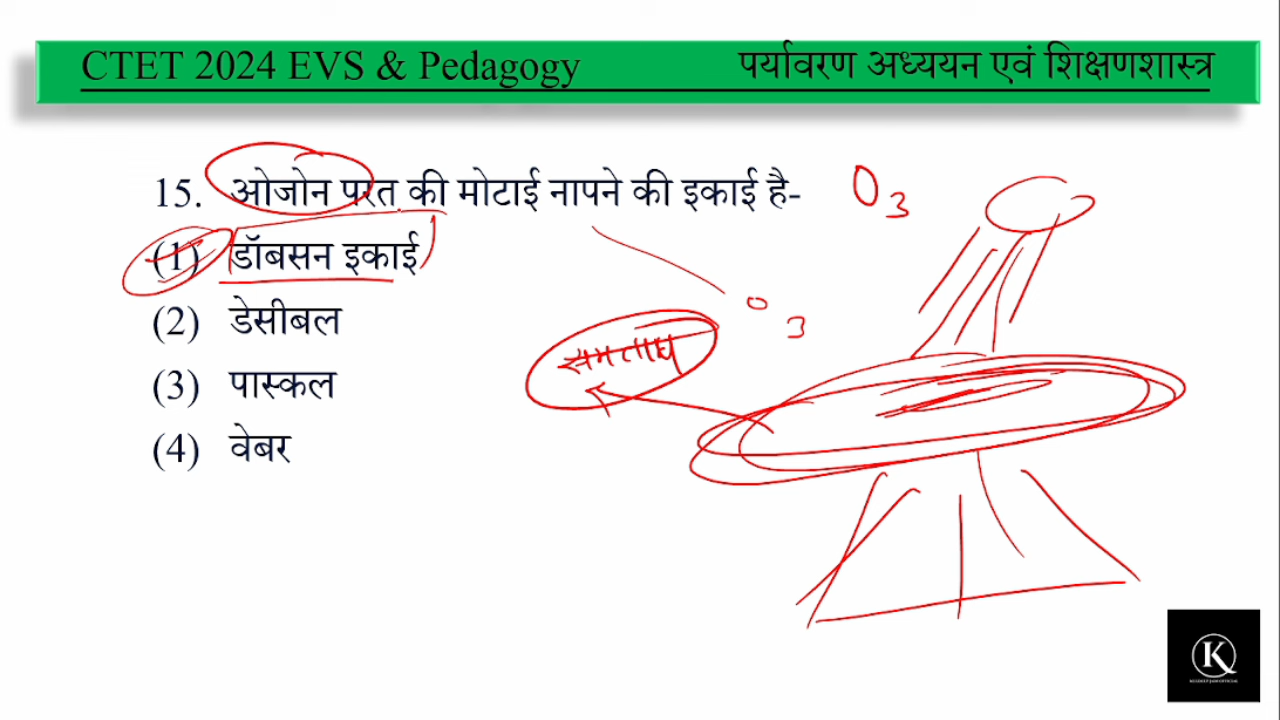 CTET 2024 EVS & Pedagogy पर्यावरण अध्ययन एवं शिक्षणशास्त्र
15. ओजोन परत की मोटाई नापने की इकाई है-
O3
(1) डॉबसन इकाई
(2) डेसीबल
O3
(3) पास्कल
(4) वेबर
K